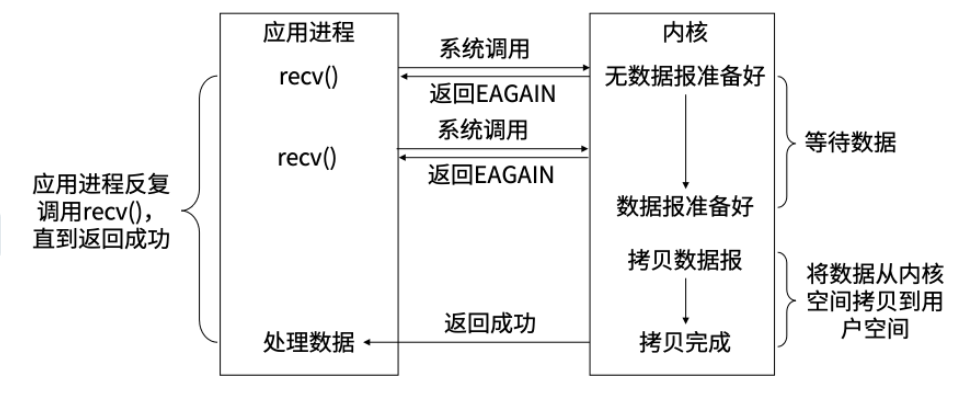 应用进程
内核
系统调用
recv()
无数据报准备好
返回EAGAIN
系统调用
recv()
返回EAGAIN
等待数据
应用进程反复
调用recv()，
直到返回成功
数据报准备好
拷贝数据报
将数据从内核
空间拷贝到用
户空间
返回成功
处理数据
拷贝完成